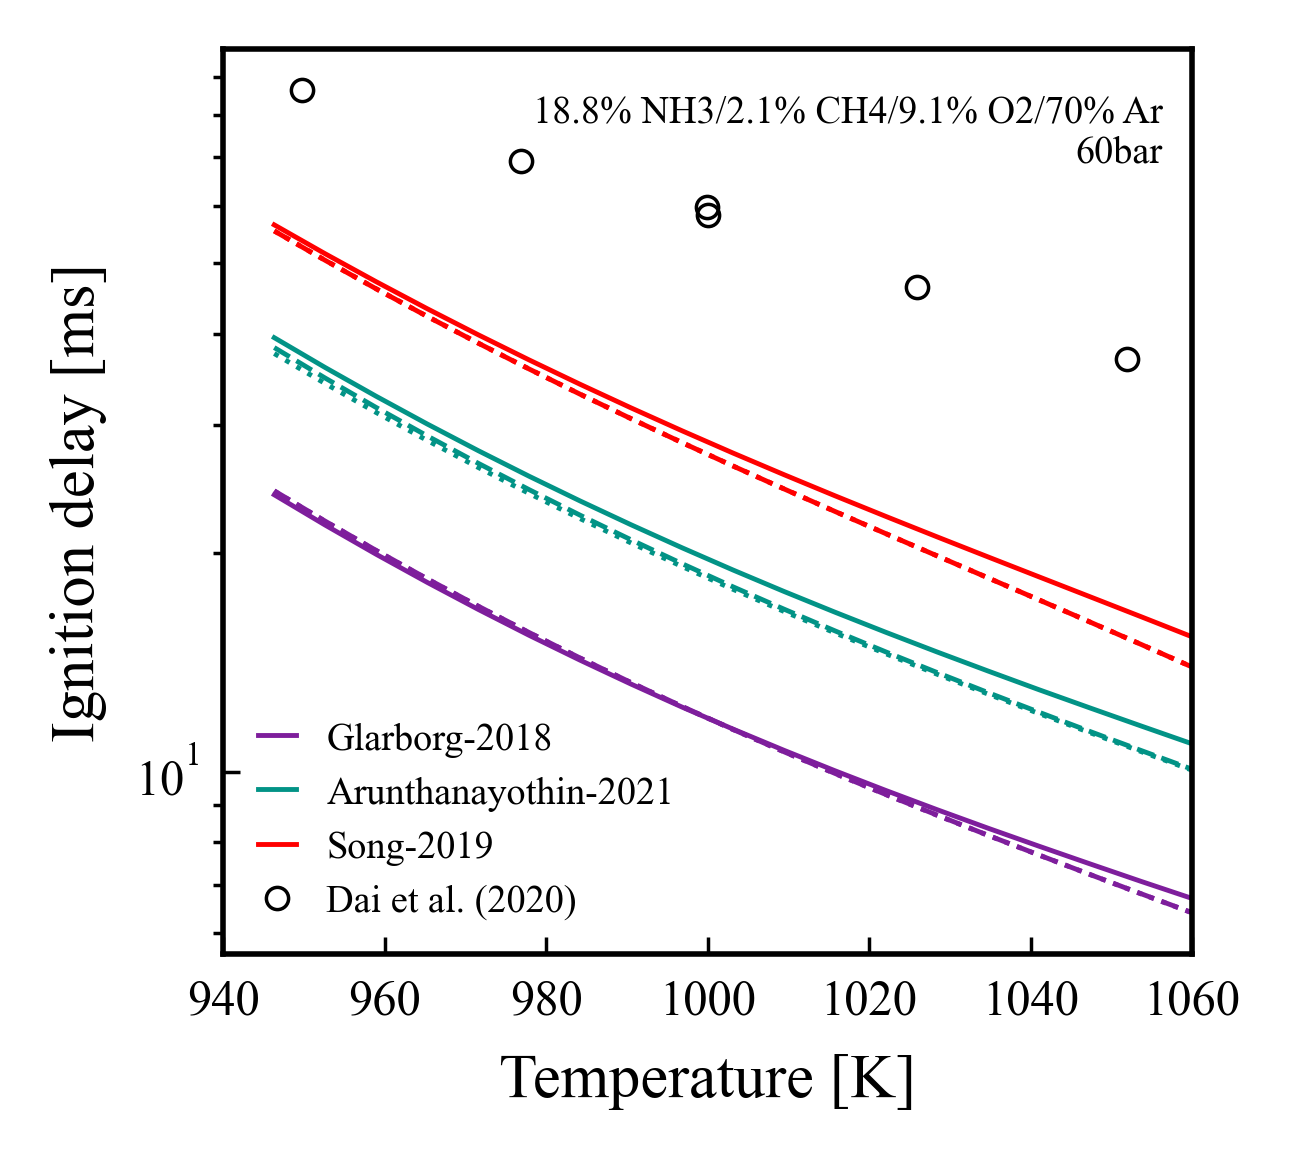 18.8% NH3/2.1% CH4/9.1% O2/70% Ar
60bar
Ignition delay [ms]
10¹
Glarborg-2018
Arunthanayothin-2021
Song-2019
Dai et al. (2020)
940 960 980 1000 1020 1040 1060
Temperature [K]